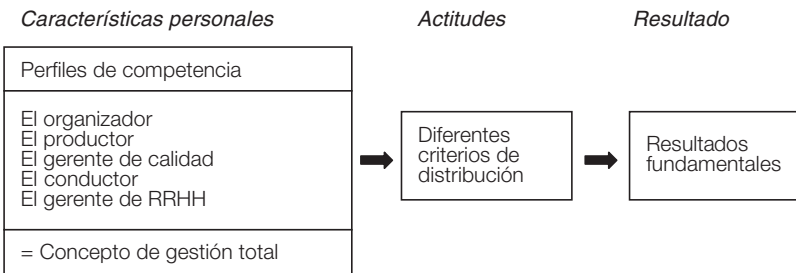 Características personales
Actitudes
Resultado
Perfiles de competencia
El organizador
El productor
El gerente de calidad
El conductor
El gerente de RRHH
= Concepto de gestión total
Diferentes
criterios de
distribución
Resultados
fundamentales